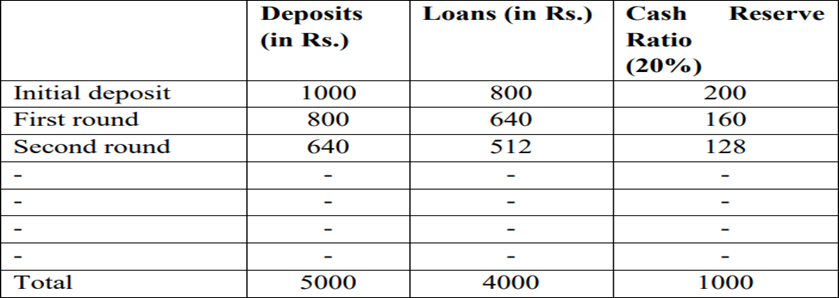 Deposits (in Rs.) Loans (in Rs.) Cash Reserve Ratio (20%)
Initial deposit 1000 800 200
First round 800 640 160
Second round 640 512 128
- - - -
- - - -
- - - -
- - - -
Total 5000 4000 1000